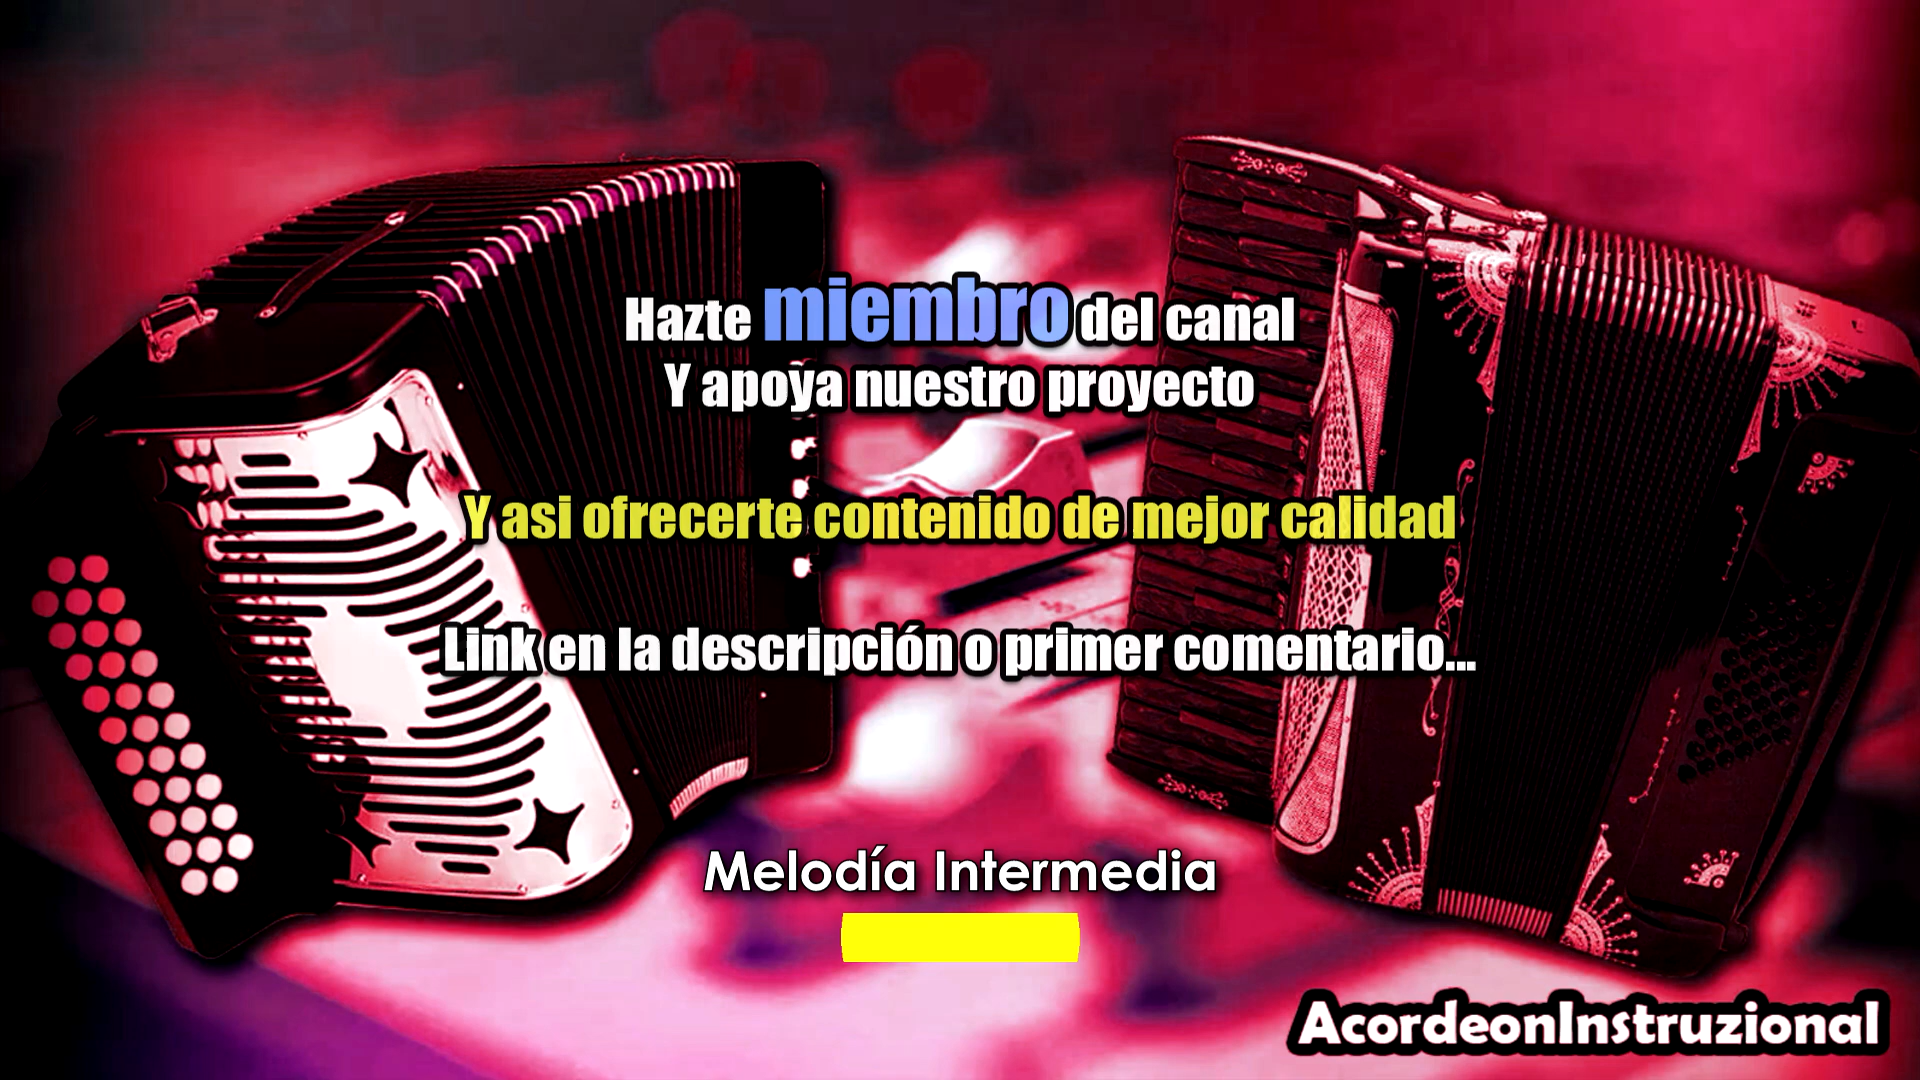 Hazte miembro del canal
Y apoya nuestro proyecto
Y asi ofrecerte contenido de mejor calidad
Link en la descripción o primer comentario...
Melodía Intermedia
AcordeonInstruzional